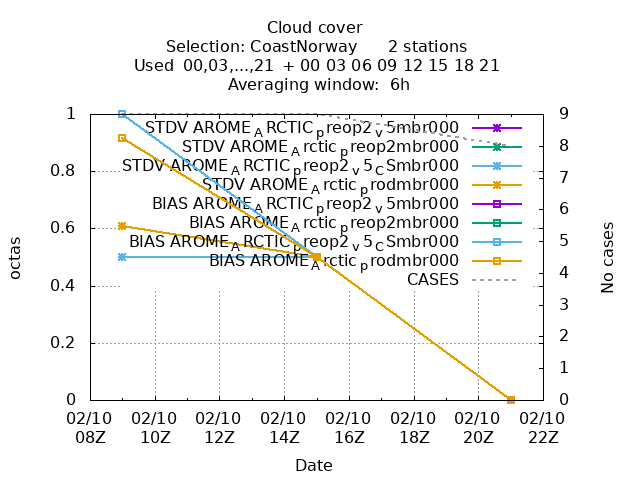 Cloud cover
Selection: CoastNorway 2 stations
Used 00,03,...,21 + 00 03 06 09 12 15 18 21
Averaging window: 6h
1
0.8
0.6
0.4
0.2
0
octas
STDV AROME_ARCTIC_preop2_v5mbr000
STDV AROME_Arctic_preop2mbr000
STDV AROME_ARCTIC_preop2_v5_CSmbr000
STDV AROME_Arctic_prodmbr000
BIAS AROME_ARCTIC_preop2_v5mbr000
BIAS AROME_Arctic_preop2mbr000
BIAS AROME_ARCTIC_preop2_v5_CSmbr000
BIAS AROME_Arctic_prodmbr000
CASES
9
8
7
6
5
4
3
2
1
0
No cases
02/10 02/10 02/10 02/10 02/10 02/10 02/10 02/10
08Z 10Z 12Z 14Z 16Z 18Z 20Z 22Z
Date